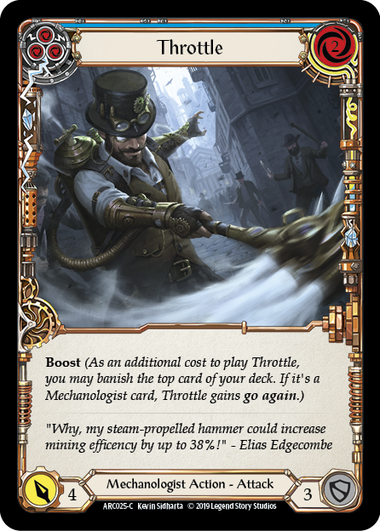 Throttle
2
Boost (As an additional cost to play Throttle,
you may banish the top card of your deck. If it's a
Mechanologist card, Throttle gains go again.)
"Why, my steam-propelled hammer could increase
mining efficency by up to 38%!" - Elias Edgecombe
4
Mechanologist Action - Attack
3
ARC025-C Kevin Sidharta © 2019 Legend Story Studios